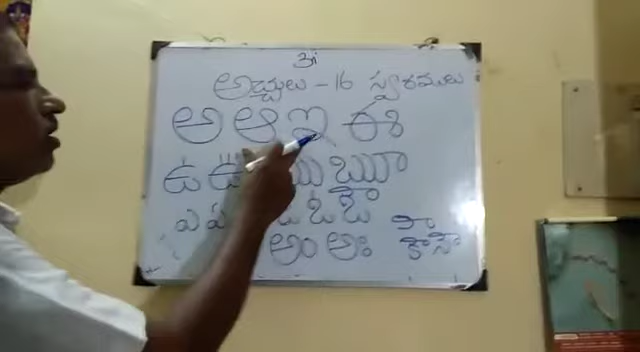 అచ్చులు - 16 స్వరములు
అ ఆ ఇ ఈ
ఉ ఊ ఋ ౠ
ఎ ఏ ఒ ఓ
అం అః